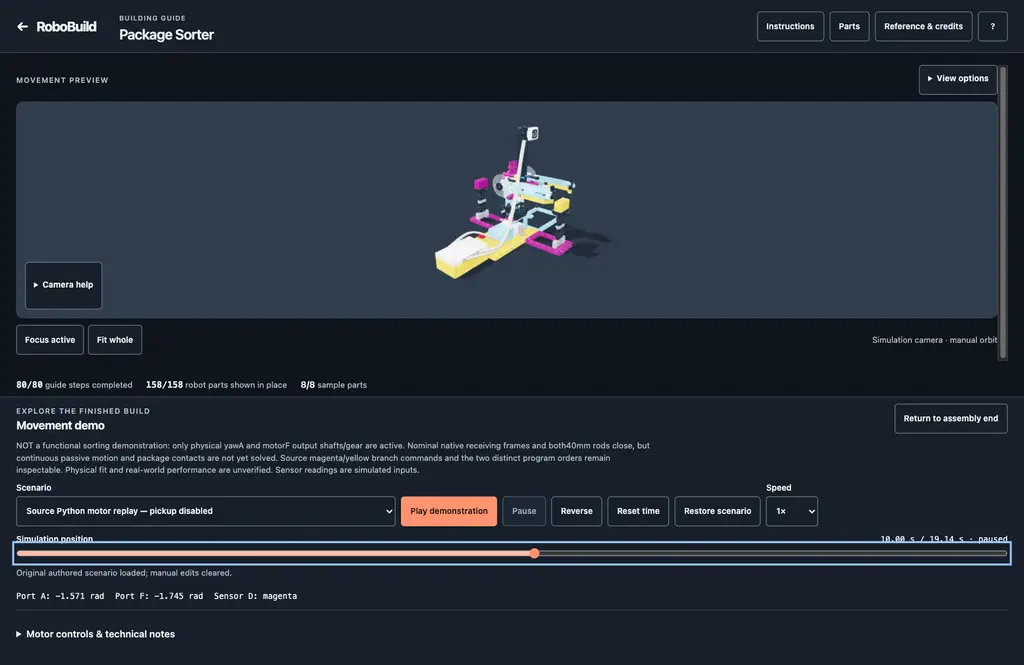 ← RoboBuild
BUILDING GUIDE
Package Sorter
Instructions
Parts
Reference & credits
?
MOVEMENT PREVIEW
▸ View options
▸ Camera help
Focus active
Fit whole
Simulation camera · manual orbit
80/80 guide steps completed 158/158 robot parts shown in place 8/8 sample parts
EXPLORE THE FINISHED BUILD
Movement demo
Return to assembly end
NOT a functional sorting demonstration: only physical yawA and motorF output shafts/gear are active. Nominal native receiving frames and both40mm rods close, but
continuous passive motion and package contacts are not yet solved. Source magenta/yellow branch commands and the two distinct program orders remain
inspectable. Physical fit and real-world performance are unverified. Sensor readings are simulated inputs.
Scenario
Speed
Source Python motor replay — pickup disabled
Play demonstration
Pause
Reverse
Reset time
Restore scenario
1×
Simulation position
10.00 s / 19.14 s · paused
Original authored scenario loaded; manual edits cleared.
Port A: −1.571 rad Port F: −1.745 rad Sensor D: magenta
▸ Motor controls & technical notes